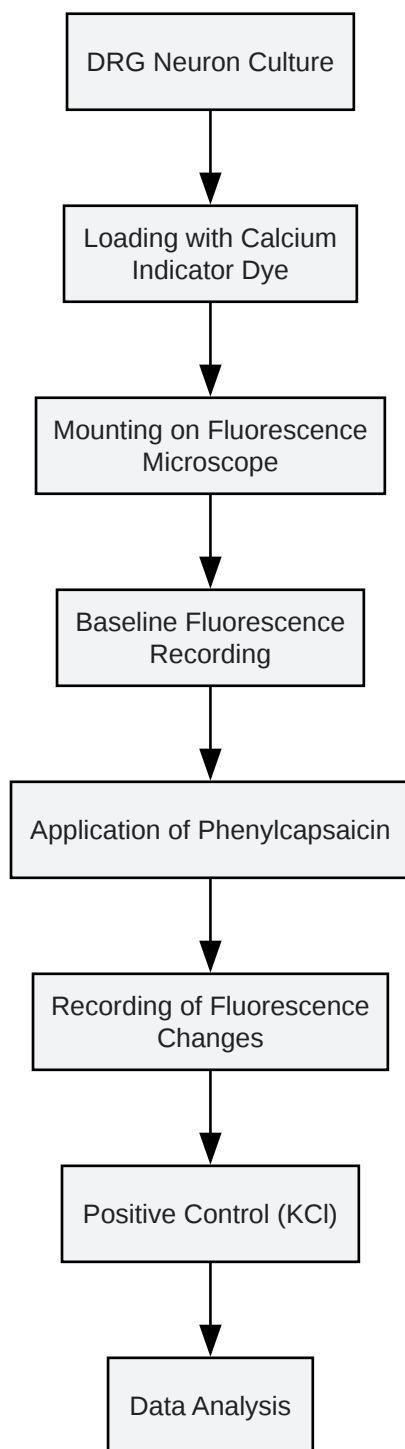 DRG Neuron Culture
Loading with Calcium
Indicator Dye
Mounting on Fluorescence
Microscope
Baseline Fluorescence
Recording
Application of Phenylcapsaicin
Recording of Fluorescence
Changes
Positive Control (KCl)
Data Analysis